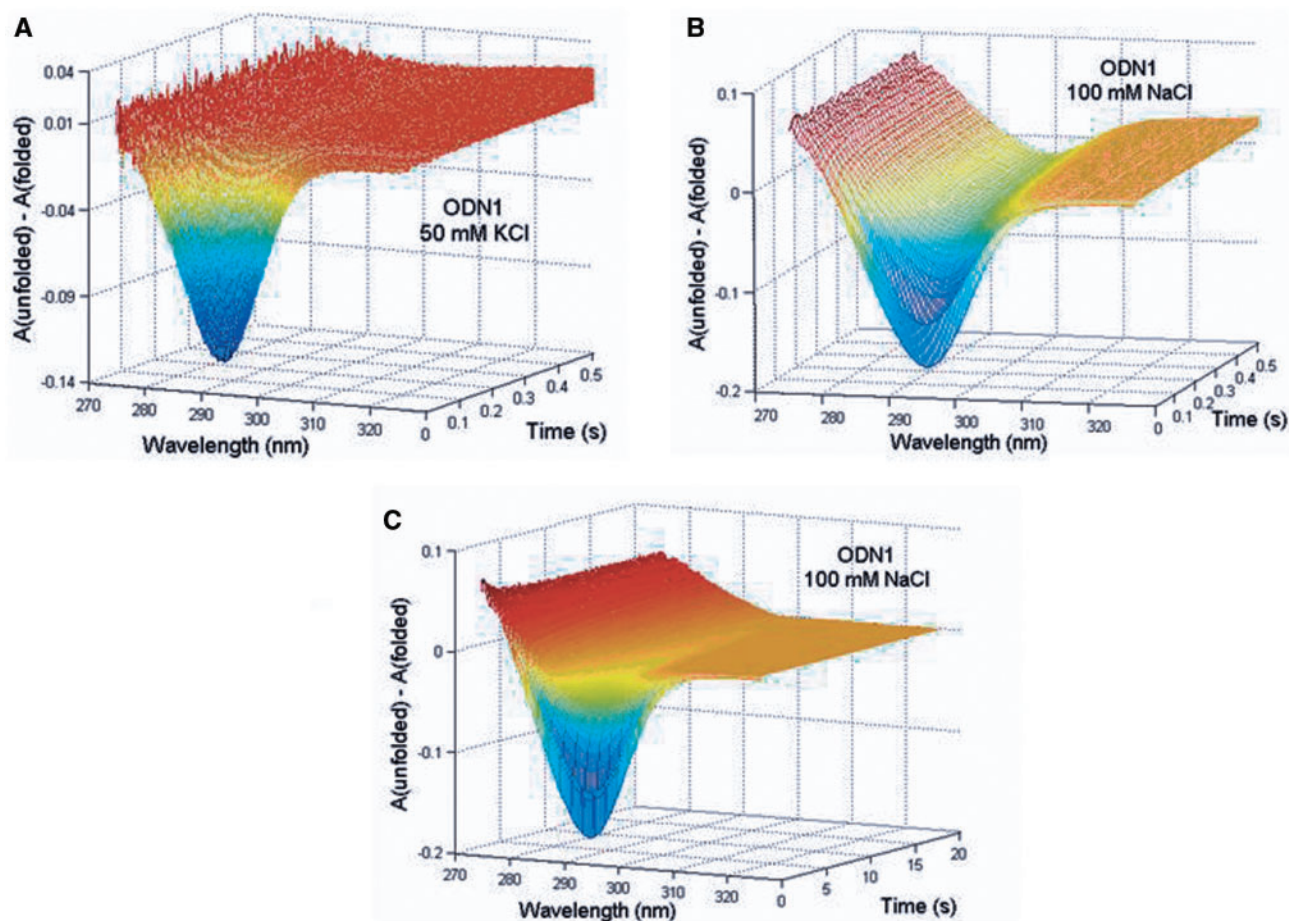 A
0.04
0.01
-0.04
-0.09
-0.14
A(unfolded) - A(folded)
ODN1
50 mM KCl
270
280
290
300
310
320
Wavelength (nm)
0
0.1
0.2
0.3
0.4
0.5
Time (s)
B
0.1
0
-0.1
-0.2
A(unfolded) - A(folded)
ODN1
100 mM NaCl
270
280
290
300
310
320
Wavelength (nm)
0
0.1
0.2
0.3
0.4
0.5
Time (s)
C
0.1
0
-0.1
-0.2
A(unfolded) - A(folded)
ODN1
100 mM NaCl
270
280
290
300
310
320
Wavelength (nm)
0
5
10
15
20
Time (s)